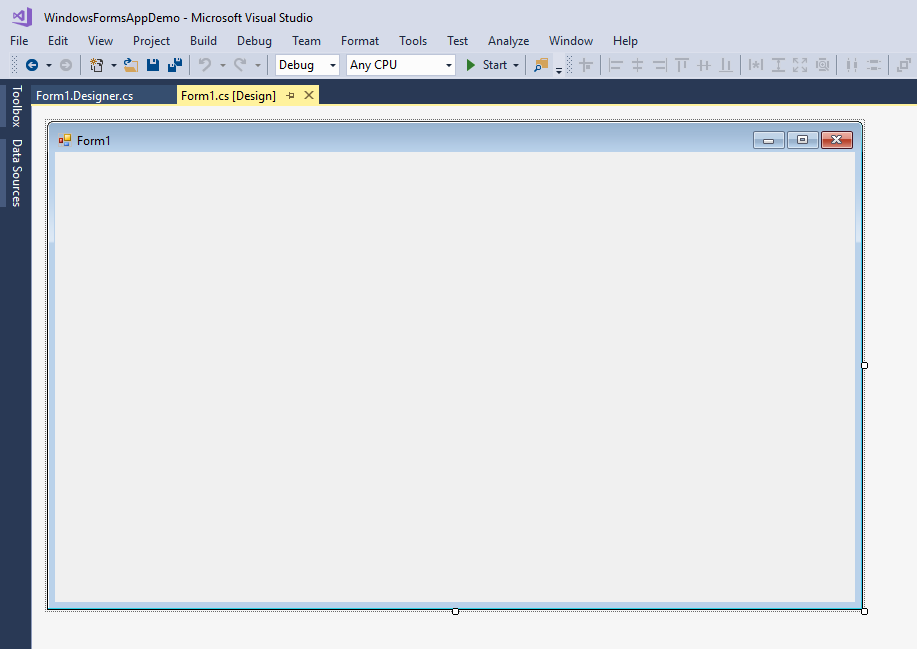 WindowsFormsAppDemo - Microsoft Visual Studio
File Edit View Project Build Debug Team Format Tools Test Analyze Window Help
Debug Any CPU Start
Form1.Designer.cs Form1.cs [Design]
Toolbox
Data Sources
Form1